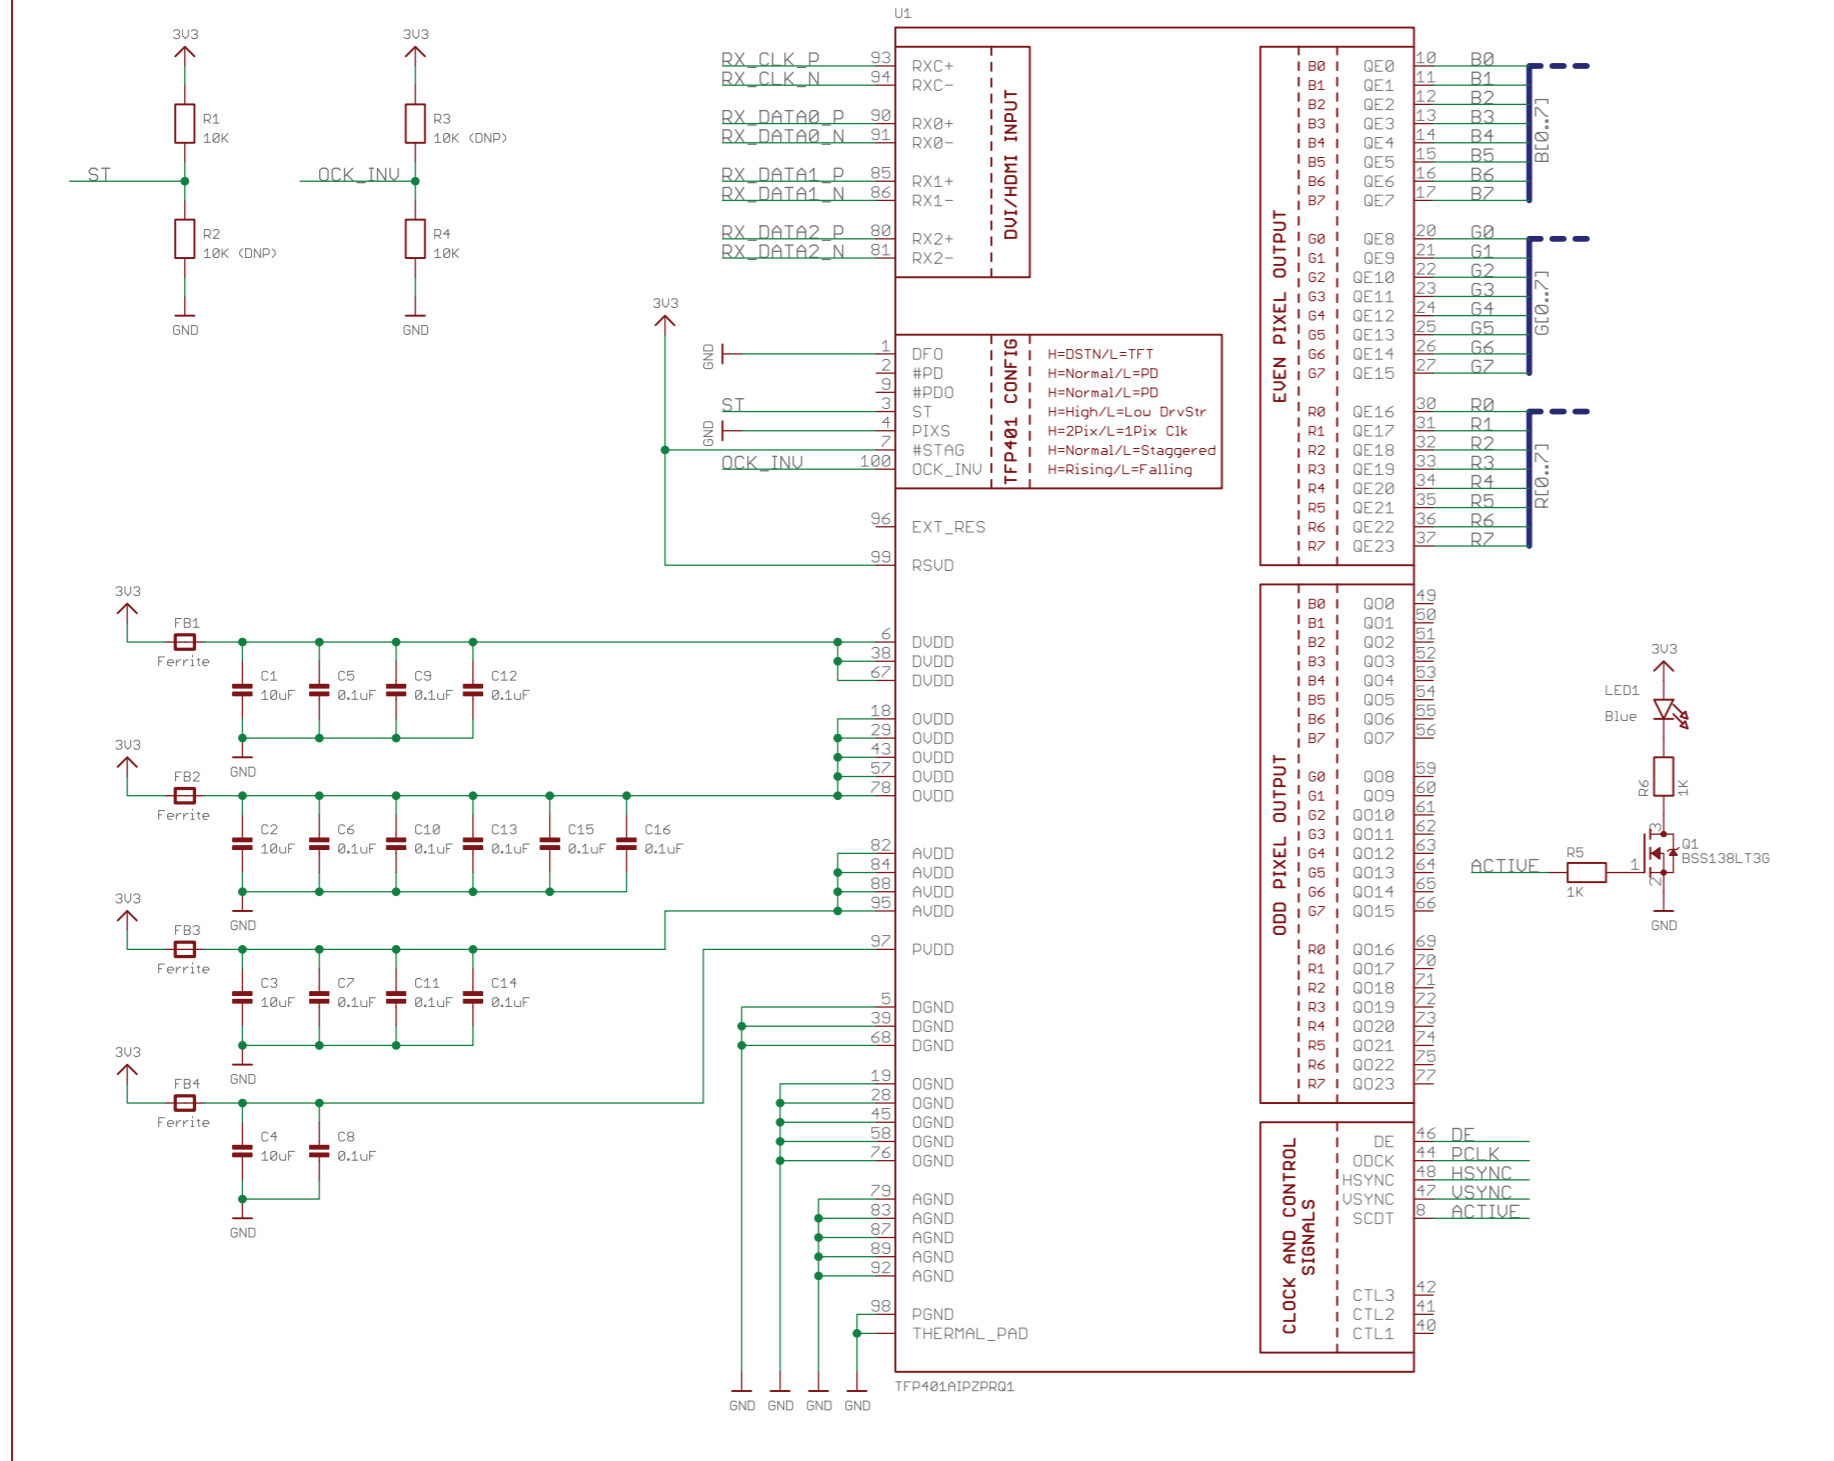 3V3
R1
10K
ST
R2
10K (DNP)
GND
3V3
R3
10K (DNP)
OCK_INV
R4
10K
GND
U1
RX_CLK_P 93 RXC+
RX_CLK_N 94 RXC-
RX_DATA0_P 90 RX0+
RX_DATA0_N 91 RX0-
RX_DATA1_P 85 RX1+
RX_DATA1_N 86 RX1-
RX_DATA2_P 80 RX2+
RX_DATA2_N 81 RX2-
DVI/HDMI INPUT
3V3
GND 1 DFO H=DSTN/L=TFT
2 #PD H=Normal/L=PD
9 #PDO H=Normal/L=PD
ST 3 ST H=High/L=Low DrvStr
GND 4 PIXS H=2Pix/L=1Pix Clk
7 #STAG H=Normal/L=Staggered
OCK_INV 100 OCK_INV H=Rising/L=Falling
TFP401 CONFIG
96 EXT_RES
99 RSVD
3V3
FB1
Ferrite
C1
10uF
C5
0.1uF
C9
0.1uF
C12
0.1uF
GND
6 DVDD
38 DVDD
67 DVDD
3V3
FB2
Ferrite
C2
10uF
C6
0.1uF
C10
0.1uF
C13
0.1uF
C15
0.1uF
C16
0.1uF
GND
18 OVDD
29 OVDD
43 OVDD
57 OVDD
78 OVDD
3V3
FB3
Ferrite
C3
10uF
C7
0.1uF
C11
0.1uF
C14
0.1uF
GND
82 AVDD
84 AVDD
88 AVDD
95 AVDD
3V3
FB4
Ferrite
C4
10uF
C8
0.1uF
GND
97 PVDD
5 DGND
39 DGND
68 DGND
19 OGND
28 OGND
45 OGND
58 OGND
76 OGND
79 AGND
83 AGND
87 AGND
89 AGND
92 AGND
98 PGND
THERMAL_PAD
GND GND GND GND
TFP401AIPZPRQ1
EVEN PIXEL OUTPUT
B0 QE0 10 B0
B1 QE1 11 B1
B2 QE2 12 B2
B3 QE3 13 B3
B4 QE4 14 B4
B5 QE5 15 B5
B6 QE6 16 B6
B7 QE7 17 B7
B[0..7]
G0 QE8 20 G0
G1 QE9 21 G1
G2 QE10 22 G2
G3 QE11 23 G3
G4 QE12 24 G4
G5 QE13 25 G5
G6 QE14 26 G6
G7 QE15 27 G7
G[0..7]
R0 QE16 30 R0
R1 QE17 31 R1
R2 QE18 32 R2
R3 QE19 33 R3
R4 QE20 34 R4
R5 QE21 35 R5
R6 QE22 36 R6
R7 QE23 37 R7
R[0..7]
ODD PIXEL OUTPUT
B0 QO0 49
B1 QO1 50
B2 QO2 51
B3 QO3 52
B4 QO4 53
B5 QO5 54
B6 QO6 55
B7 QO7 56
G0 QO8 59
G1 QO9 60
G2 QO10 61
G3 QO11 62
G4 QO12 63
G5 QO13 64
G6 QO14 65
G7 QO15 66
R0 QO16 69
R1 QO17 70
R2 QO18 71
R3 QO19 72
R4 QO20 73
R5 QO21 74
R6 QO22 75
R7 QO23 77
CLOCK AND CONTROL
SIGNALS
DE 46 DE
ODCK 44 PCLK
HSYNC 48 HSYNC
VSYNC 47 VSYNC
SCDT 8 ACTIVE
CTL3 42
CTL2 41
CTL1 40
3V3
LED1
Blue
R6
1K
ACTIVE
R5
1K
1
3
2
Q1
BSS138LT3G
GND